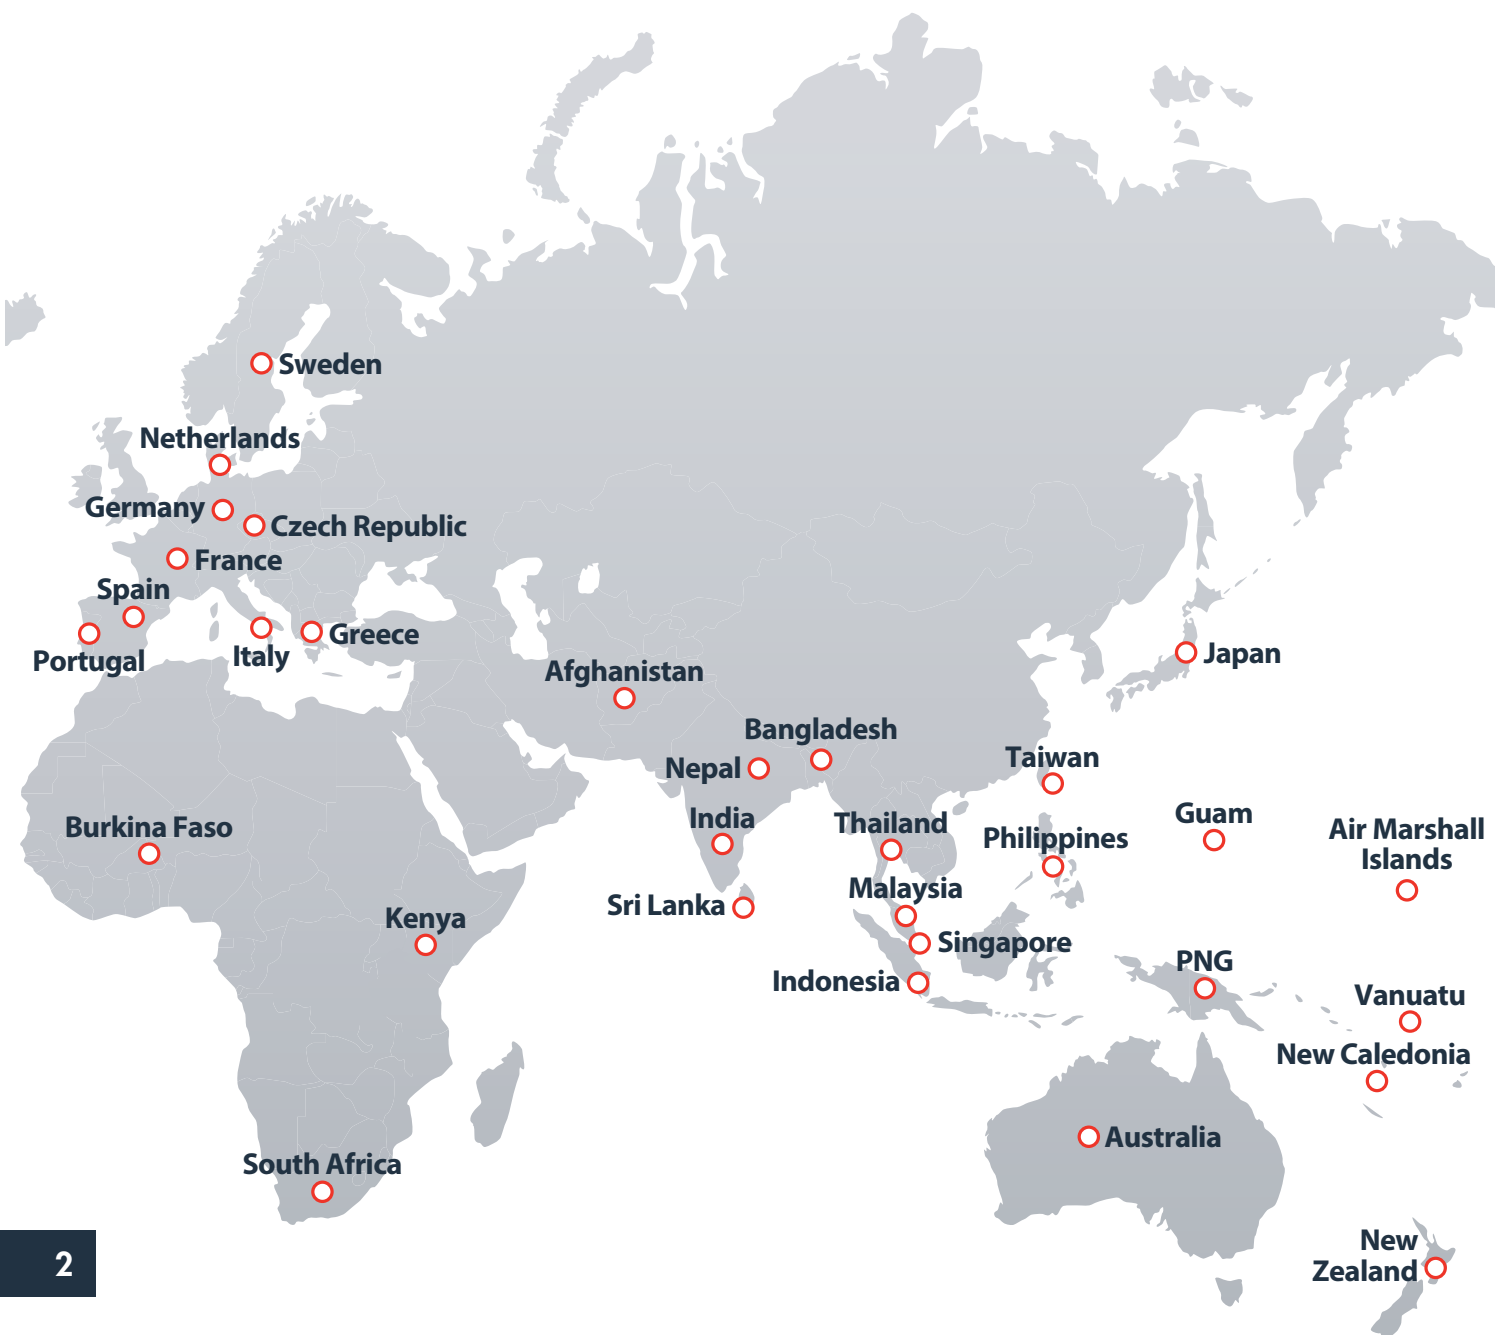 Sweden
Netherlands
Germany
Czech Republic
France
Spain
Portugal
Italy
Greece
Afghanistan
Japan
Bangladesh
Nepal
Taiwan
India
Thailand
Philippines
Guam
Air Marshall
Islands
Burkina Faso
Malaysia
Sri Lanka
Kenya
Singapore
Indonesia
PNG
Vanuatu
New Caledonia
Australia
South Africa
New
Zealand
2